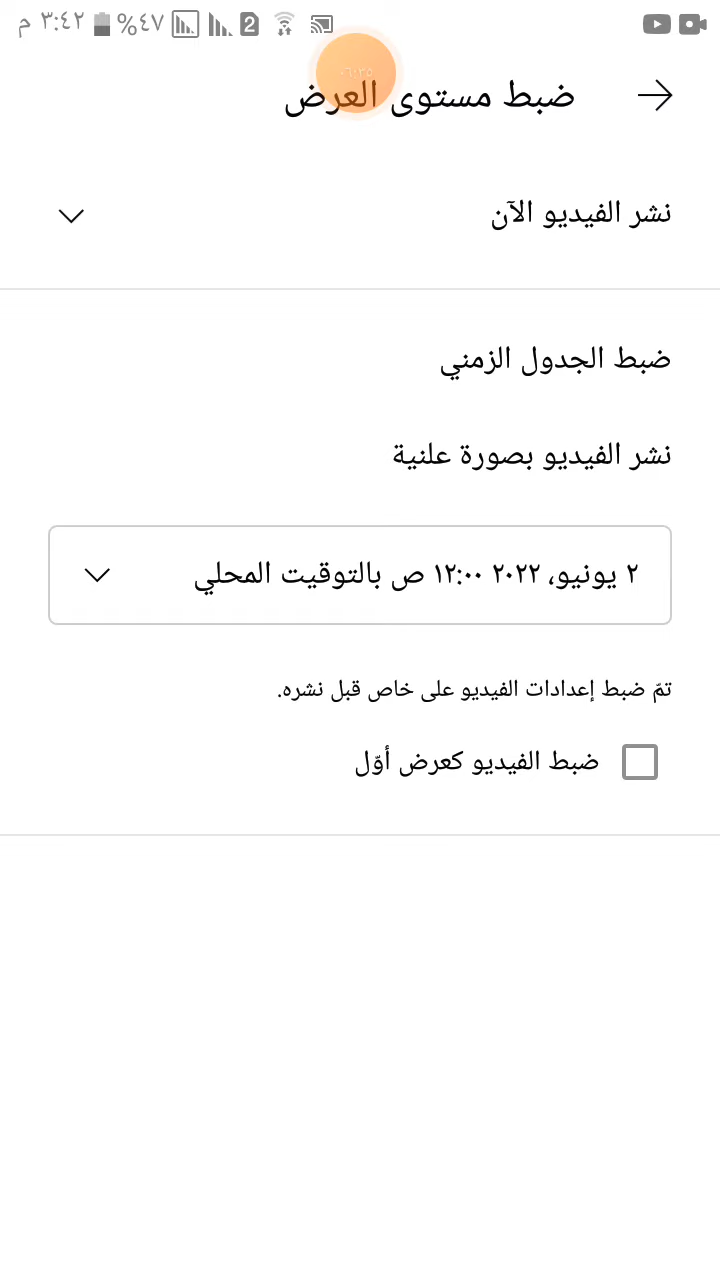 ٣:٤٢ م ٤٧% 2
ضبط مستوى العرض
نشر الفيديو الآن
ضبط الجدول الزمني
نشر الفيديو بصورة علنية
٢ يونيو، ٢٠٢٢ ١٢:٠٠ ص بالتوقيت المحلي
تمّ ضبط إعدادات الفيديو على خاص قبل نشره.
ضبط الفيديو كعرض أوّل